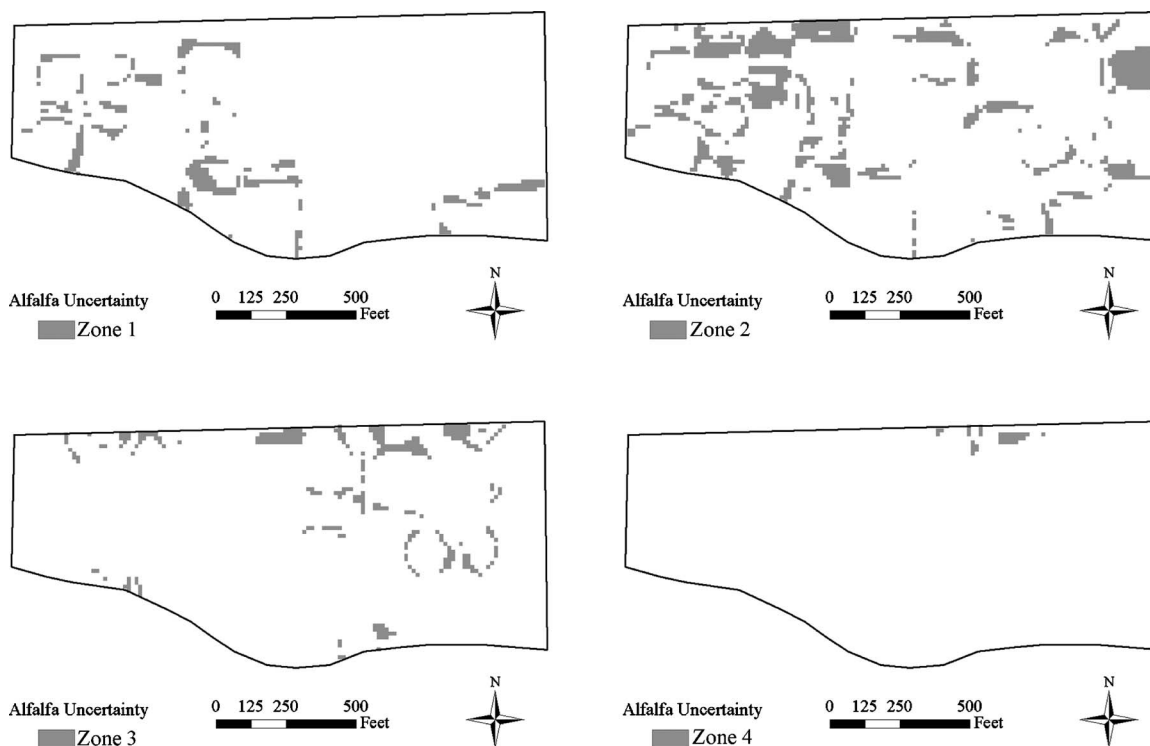 N
Alfalfa Uncertainty 0 125 250 500
Feet
Zone 1
N
Alfalfa Uncertainty 0 125 250 500
Feet
Zone 2
N
Alfalfa Uncertainty 0 125 250 500
Feet
Zone 3
N
Alfalfa Uncertainty 0 125 250 500
Feet
Zone 4